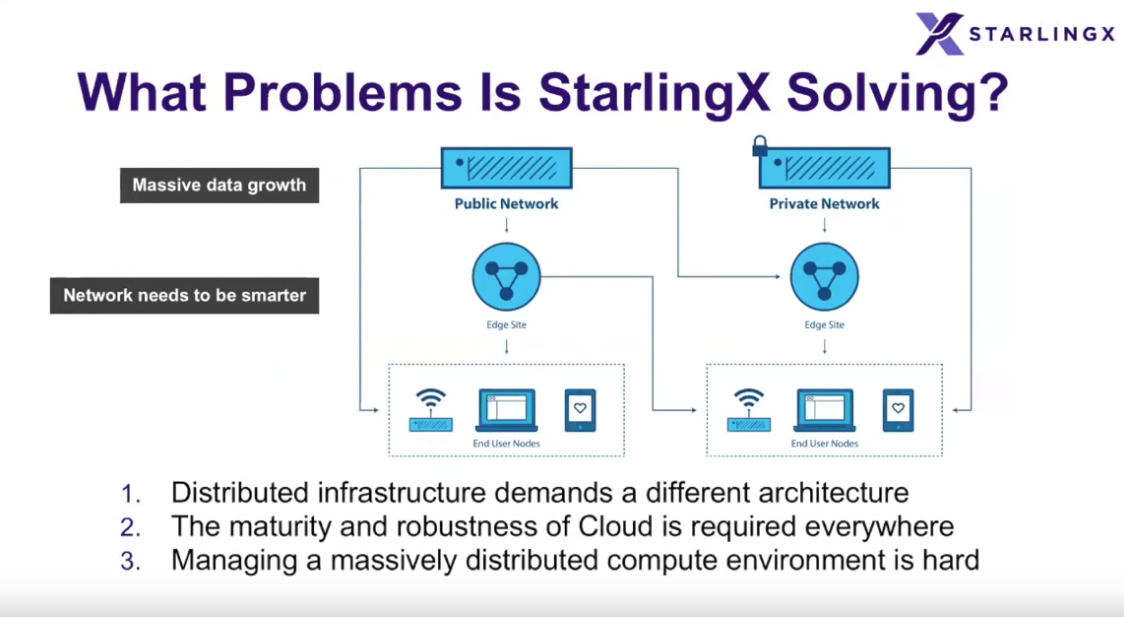 STARLINGX
What Problems Is StarlingX Solving?
Massive data growth
Network needs to be smarter
Public Network
Private Network
Edge Site
Edge Site
End User Nodes
End User Nodes
1. Distributed infrastructure demands a different architecture
2. The maturity and robustness of Cloud is required everywhere
3. Managing a massively distributed compute environment is hard